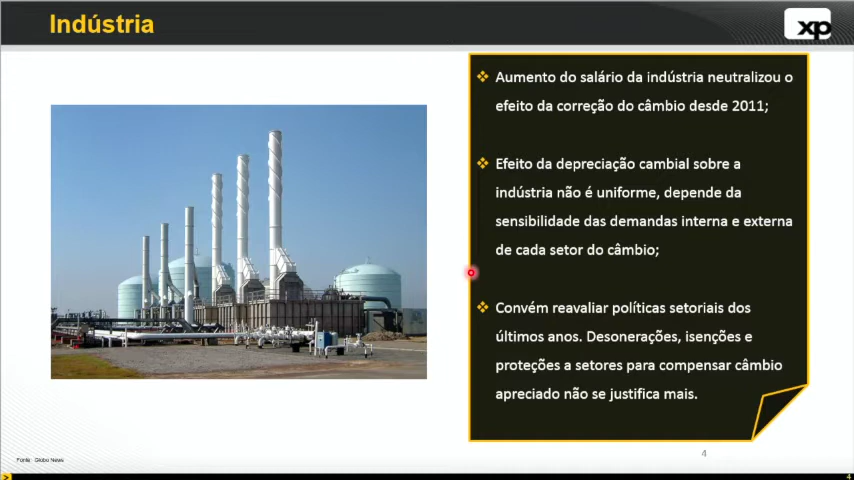 Indústria
xp
Aumento do salário da indústria neutralizou o
efeito da correção do câmbio desde 2011;
Efeito da depreciação cambial sobre a
indústria não é uniforme, depende da
sensibilidade das demandas interna e externa
de cada setor do câmbio;
Convém reavaliar políticas setoriais dos
últimos anos. Desonerações, isenções e
proteções a setores para compensar câmbio
apreciado não se justifica mais.
4
Fonte: Globo News
4